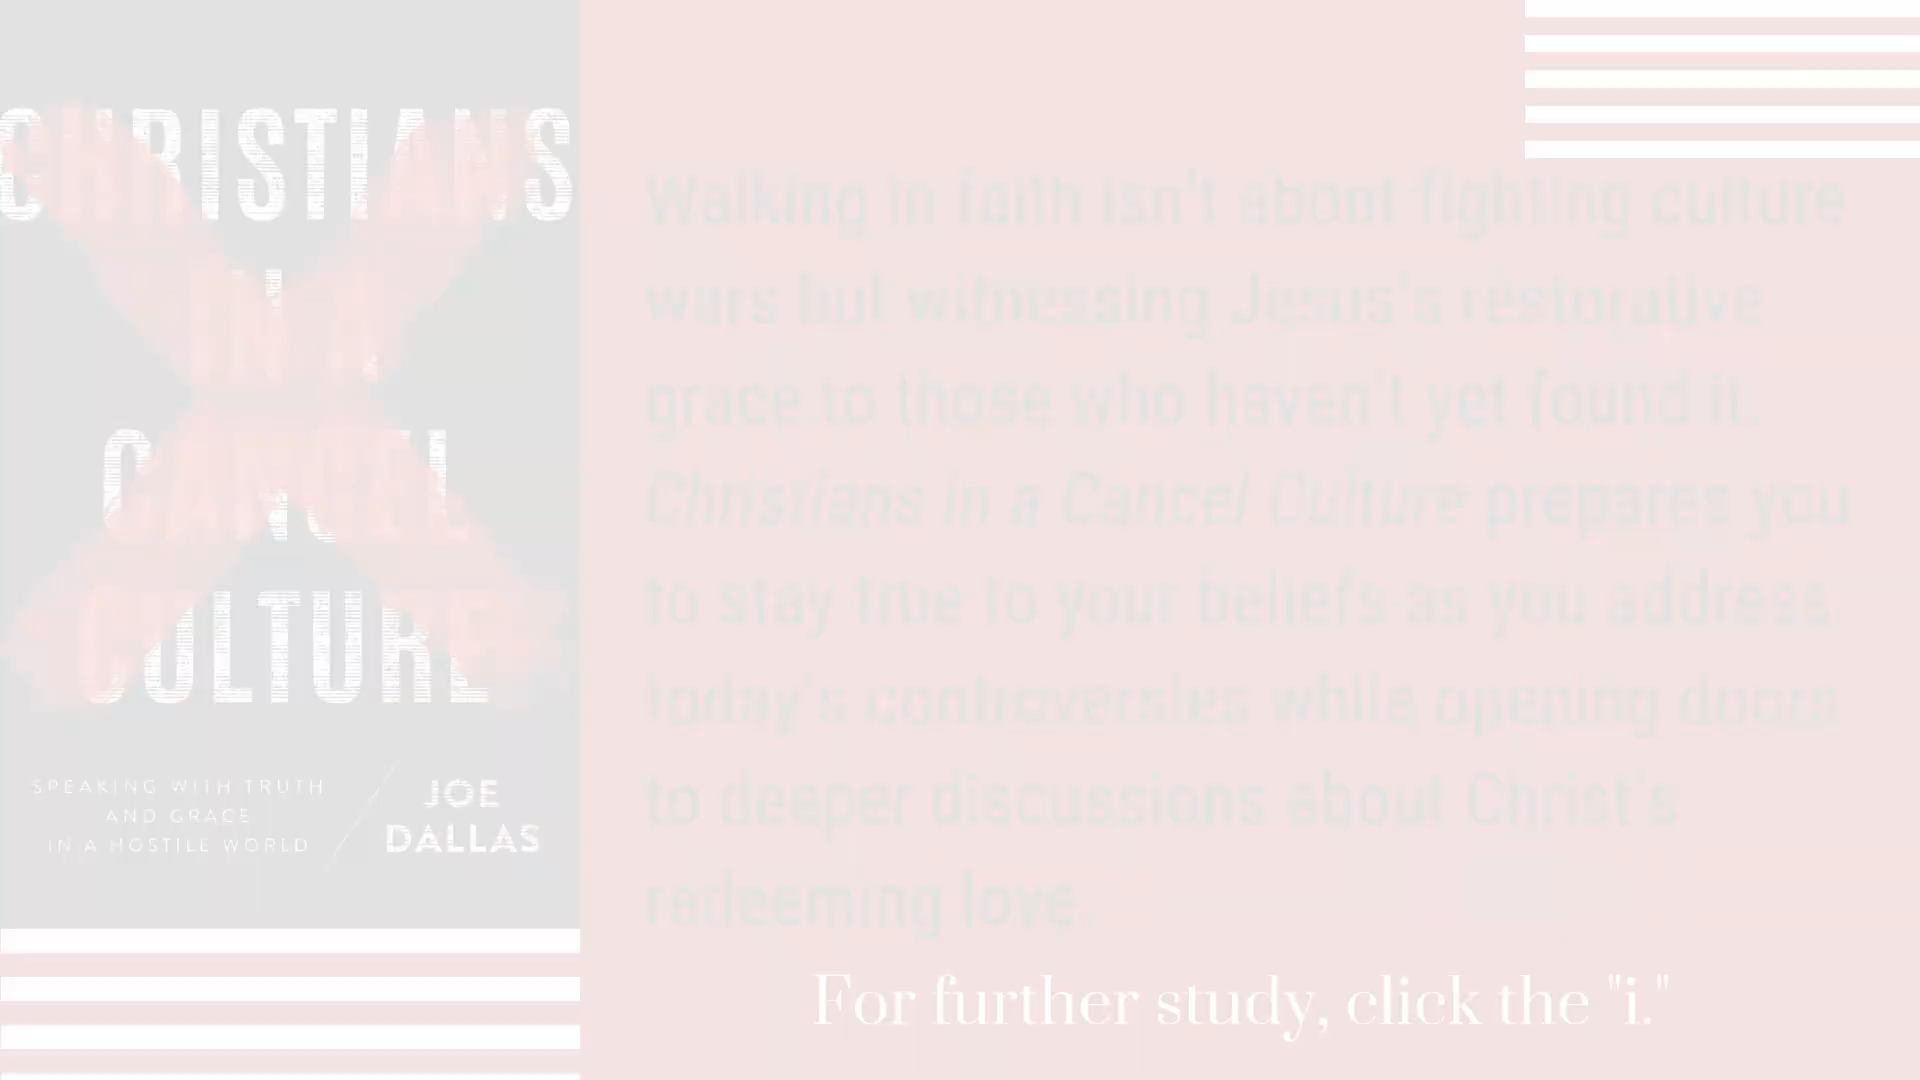 CHRISTIANS
IN A
CANCEL
CULTURE
SPEAKING WITH TRUTH
AND GRACE
IN A HOSTILE WORLD
JOE
DALLAS
Walking in faith isn't about fighting culture
wars but witnessing Jesus's restorative
grace to those who haven't yet found it.
Christians in a Cancel Culture prepares you
to stay true to your beliefs as you address
today's controversies while opening doors
to deeper discussions about Christ's
redeeming love.
For further study, click the "i."